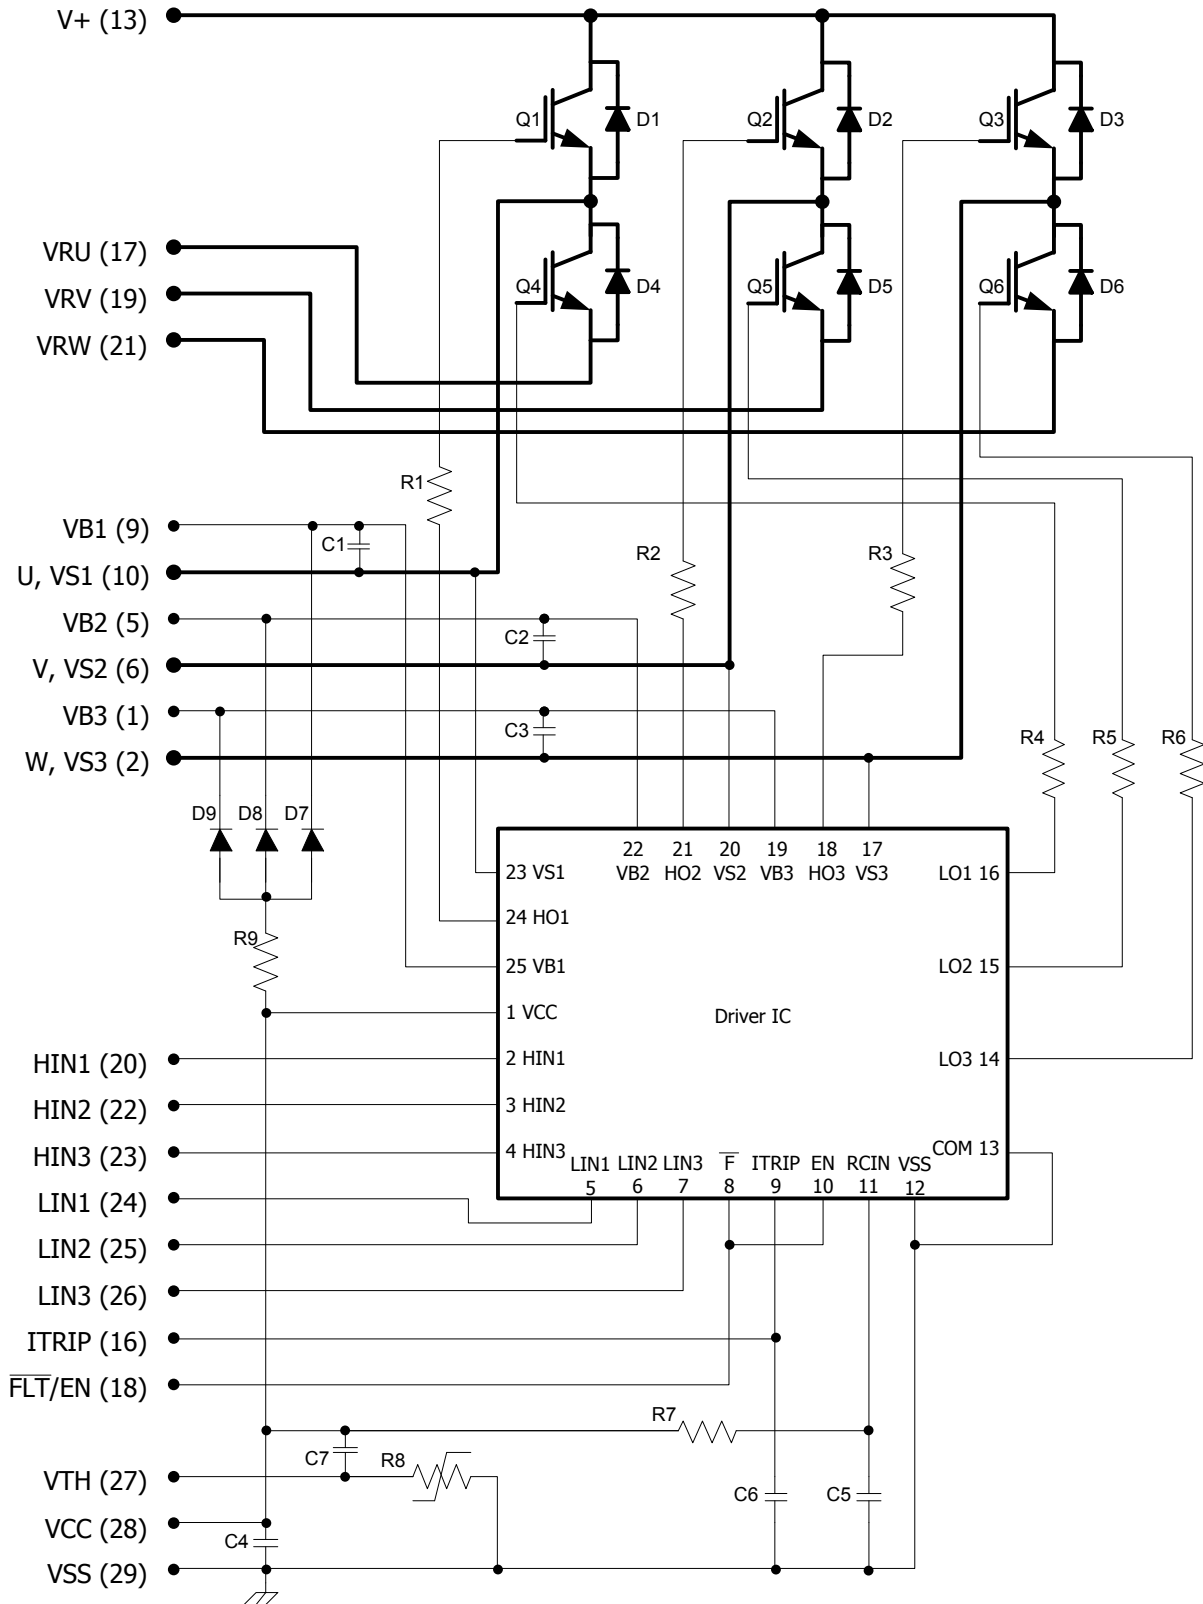 V+ (13)
Q1
D1
Q2
D2
Q3
D3
VRU (17)
VRV (19)
VRW (21)
Q4
D4
Q5
D5
Q6
D6
R1
VB1 (9)
C1
R2
R3
U, VS1 (10)
VB2 (5)
C2
V, VS2 (6)
VB3 (1)
C3
W, VS3 (2)
R4
R5
R6
D9
D8
D7
22
21
20
19
18
17
VB2
HO2
VS2
VB3
HO3
VS3
23 VS1
LO1 16
24 HO1
R9
25 VB1
LO2 15
1 VCC
Driver IC
HIN1 (20)
2 HIN1
LO3 14
HIN2 (22)
3 HIN2
HIN3 (23)
4 HIN3
COM 13
LIN1
LIN2
LIN3
F
ITRIP
EN
RCIN
VSS
5
6
7
8
9
10
11
12
LIN1 (24)
LIN2 (25)
LIN3 (26)
ITRIP (16)
FLT/EN (18)
R7
C7
R8
VTH (27)
C6
C5
VCC (28)
C4
VSS (29)